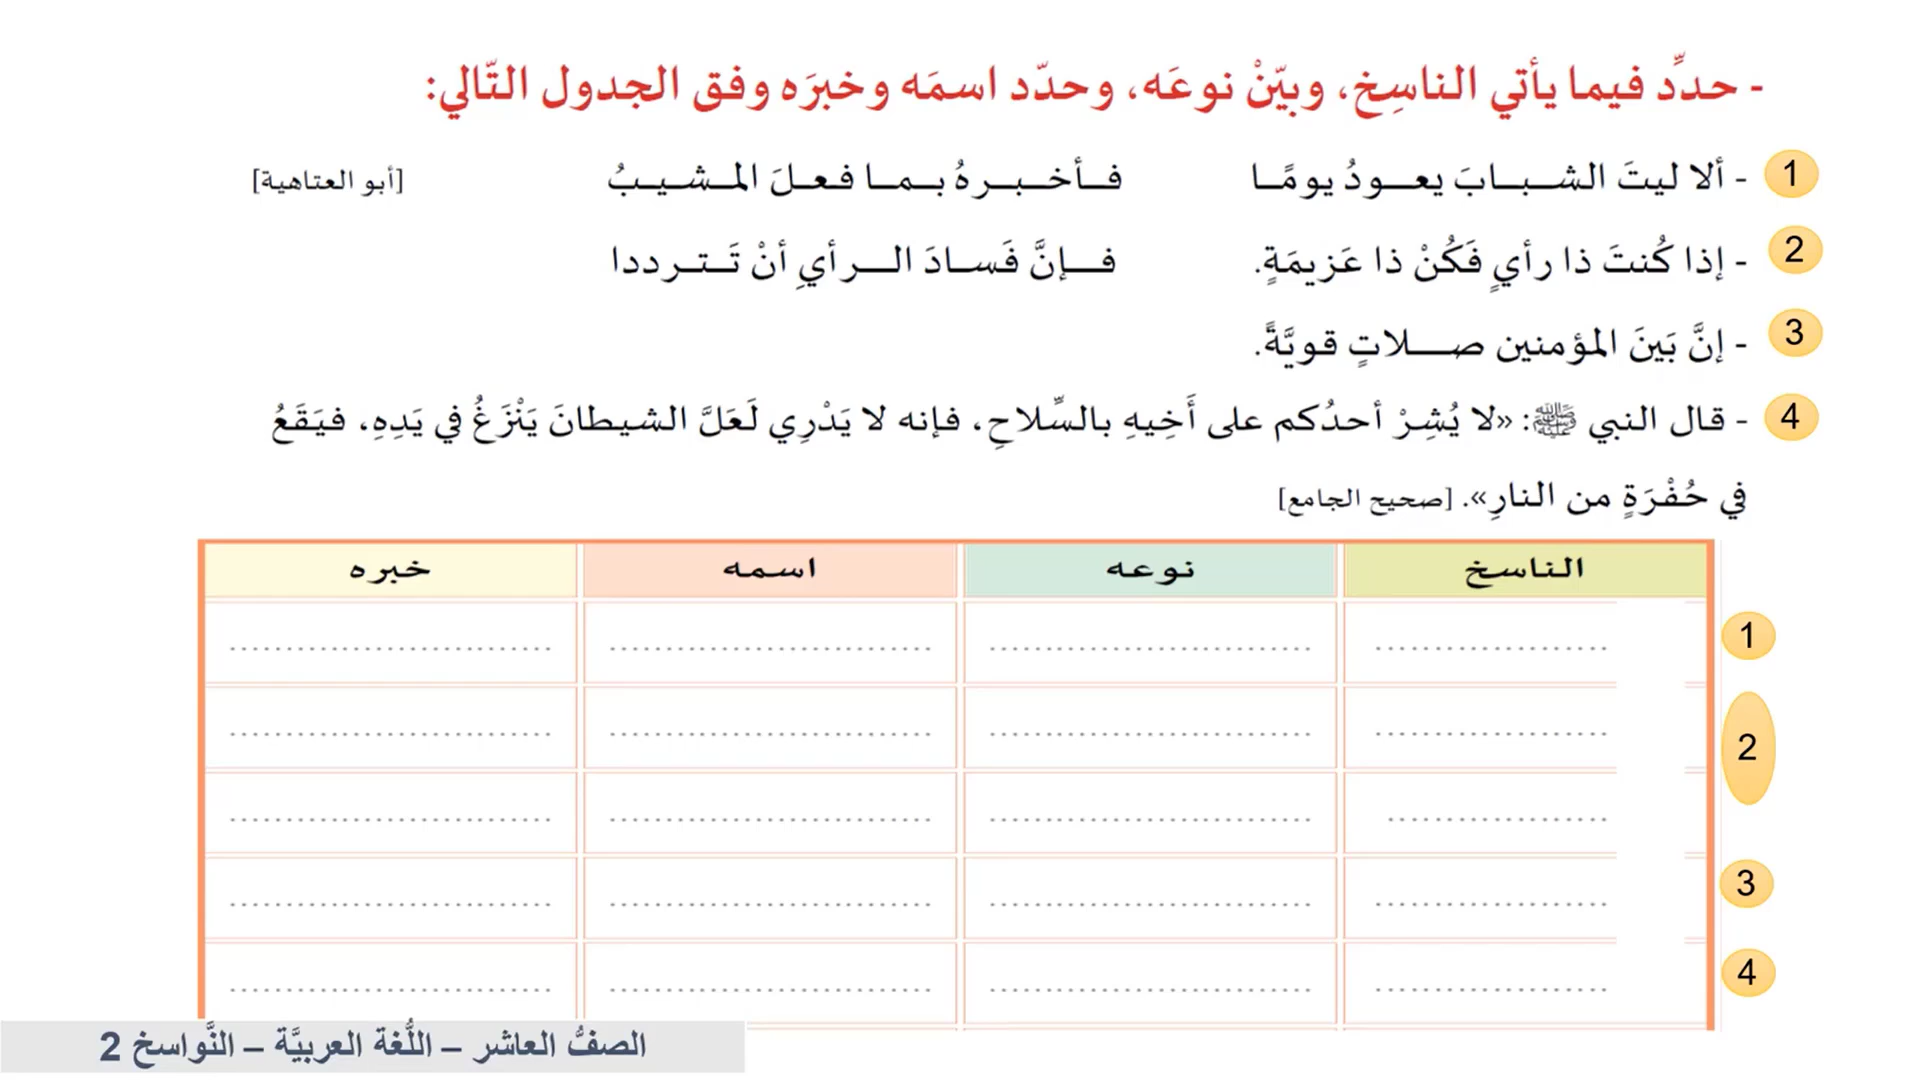 - حدِّد فيما يأتي الناسِخ، وبيّنْ نوعَه، وحدّد اسمَه وخبرَه وفق الجدول التّالي:
1 - ألا ليتَ الشبابَ يعودُ يومًا فأخبرهُ بما فعلَ المشيبُ [أبو العتاهية]
2 - إذا كُنتَ ذا رأيٍ فَكُنْ ذا عَزيمَةٍ. فإنَّ فَسادَ الرأيِ أنْ تَترددا
3 - إنَّ بَينَ المؤمنين صلاتٍ قويَّةً.
4 - قال النبي ﷺ: «لا يُشِرْ أحدُكم على أَخِيهِ بالسِّلاحِ، فإنه لا يَدْرِي لَعَلَّ الشيطانَ يَنْزَغُ في يَدِهِ، فيَقَعُ
في حُفْرَةٍ من النارِ». [صحيح الجامع]
الناسخ نوعه اسمه خبره
1
2
3
4
الصفُّ العاشر – اللُّغة العربيَّة – النَّواسخ 2